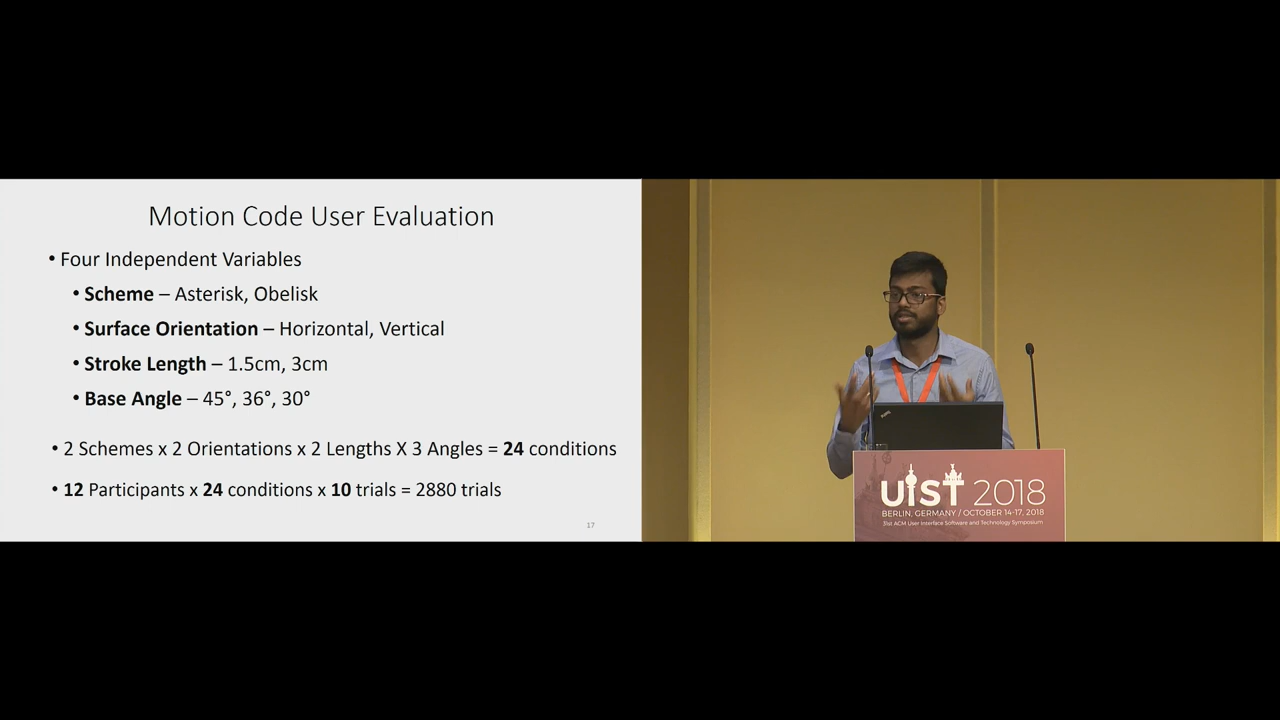 Motion Code User Evaluation
• Four Independent Variables
• Scheme – Asterisk, Obelisk
• Surface Orientation – Horizontal, Vertical
• Stroke Length – 1.5cm, 3cm
• Base Angle – 45°, 36°, 30°
• 2 Schemes x 2 Orientations x 2 Lengths X 3 Angles = 24 conditions
• 12 Participants x 24 conditions x 10 trials = 2880 trials
17
UIST 2018
BERLIN, GERMANY / OCTOBER 14-17, 2018
31st ACM User Interface Software and Technology Symposium